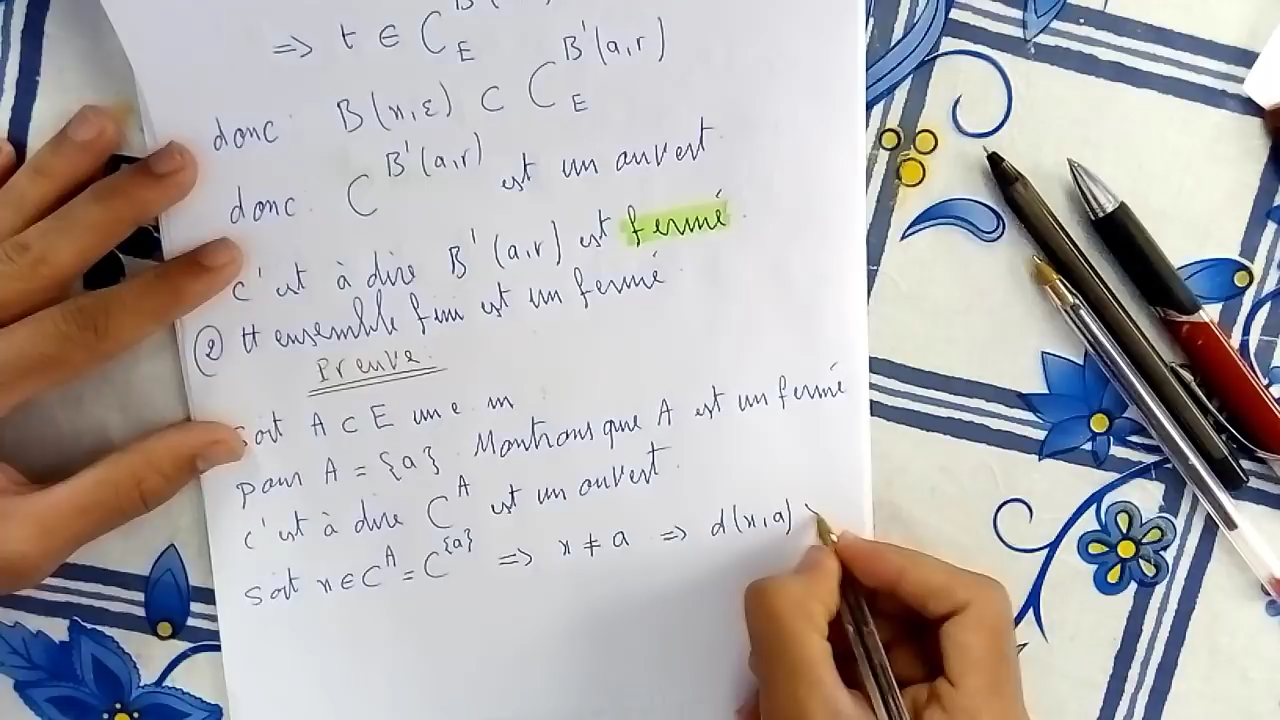 => t ∈ C_E^B'(
donc B(x,ε) ⊂ C_E^B'(a,r)
donc. C^B'(a,r) est un ouvert.
c'est à dire B'(a,r) est fermé.
② tt ensemble fini est un fermé.
Preuve.
soit A ⊂ E un e m
pour A = {a}. Montrons que A est un fermé
c'est à dire C^A est un ouvert.
soit x ∈ C^A = C^{a} => x ≠ a => d(x,a) >